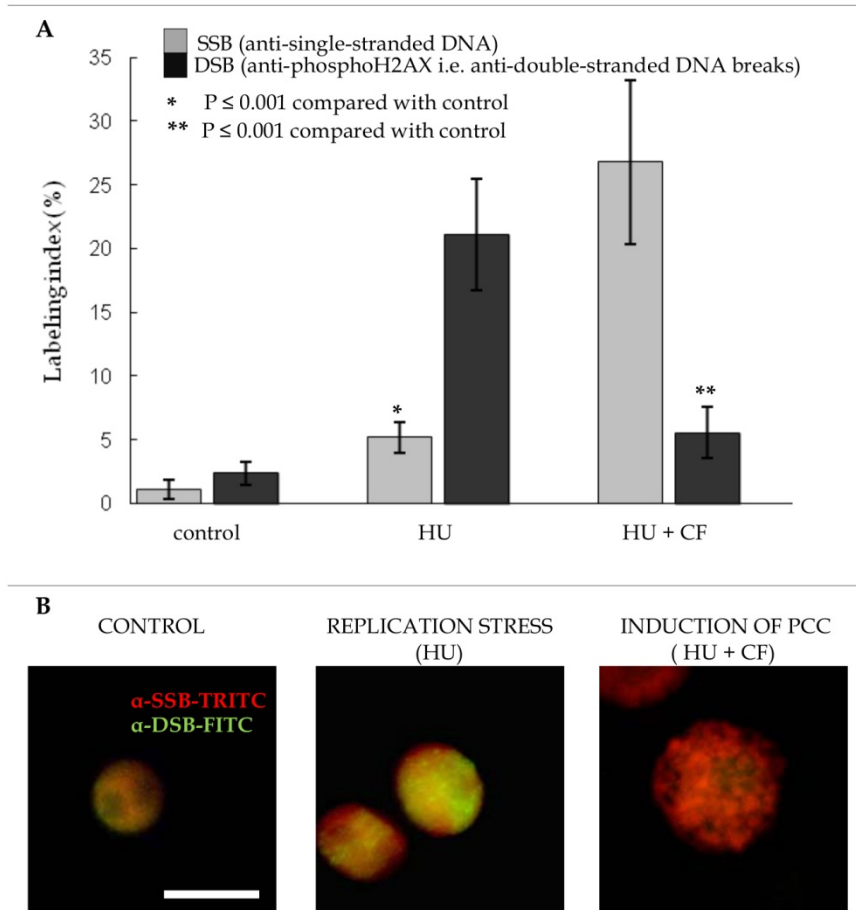 A
SSB (anti-single-stranded DNA)
DSB (anti-phosphoH2AX i.e. anti-double-stranded DNA breaks)
* P ≤ 0.001 compared with control
** P ≤ 0.001 compared with control
Labeling index (%)
35
30
25
20
15
10
5
0
*
**
control HU HU + CF
B
CONTROL
REPLICATION STRESS
(HU)
INDUCTION OF PCC
( HU + CF)
α-SSB-TRITC
α-DSB-FITC